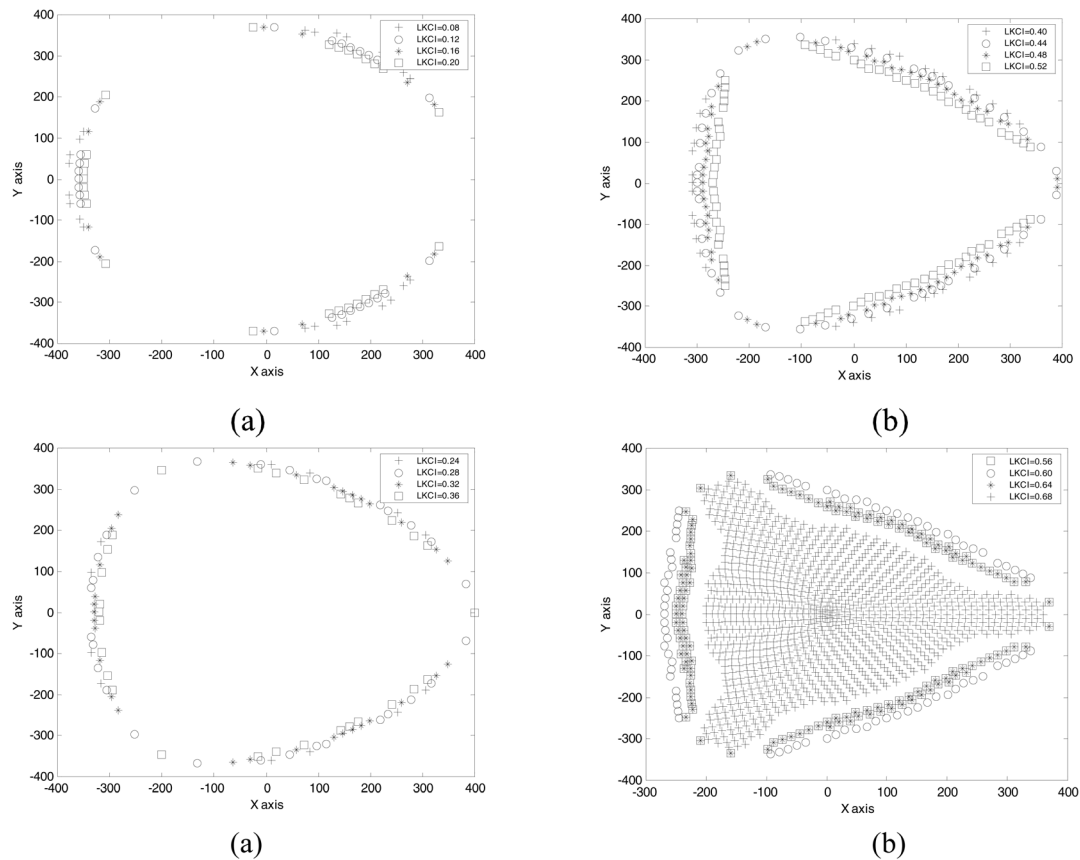 400
300
200
100
0
-100
-200
-300
-400
Y axis
-400
-300
-200
-100
0
100
200
300
400
X axis
LKCI=0.08
LKCI=0.12
LKCI=0.16
LKCI=0.20
(a)
400
300
200
100
0
-100
-200
-300
-400
Y axis
-400
-300
-200
-100
0
100
200
300
400
X axis
LKCI=0.40
LKCI=0.44
LKCI=0.48
LKCI=0.52
(b)
400
300
200
100
0
-100
-200
-300
-400
Y axis
-400
-300
-200
-100
0
100
200
300
400
X axis
LKCI=0.24
LKCI=0.28
LKCI=0.32
LKCI=0.36
(a)
400
300
200
100
0
-100
-200
-300
-400
Y axis
-300
-200
-100
0
100
200
300
400
X axis
LKCI=0.56
LKCI=0.60
LKCI=0.64
LKCI=0.68
(b)